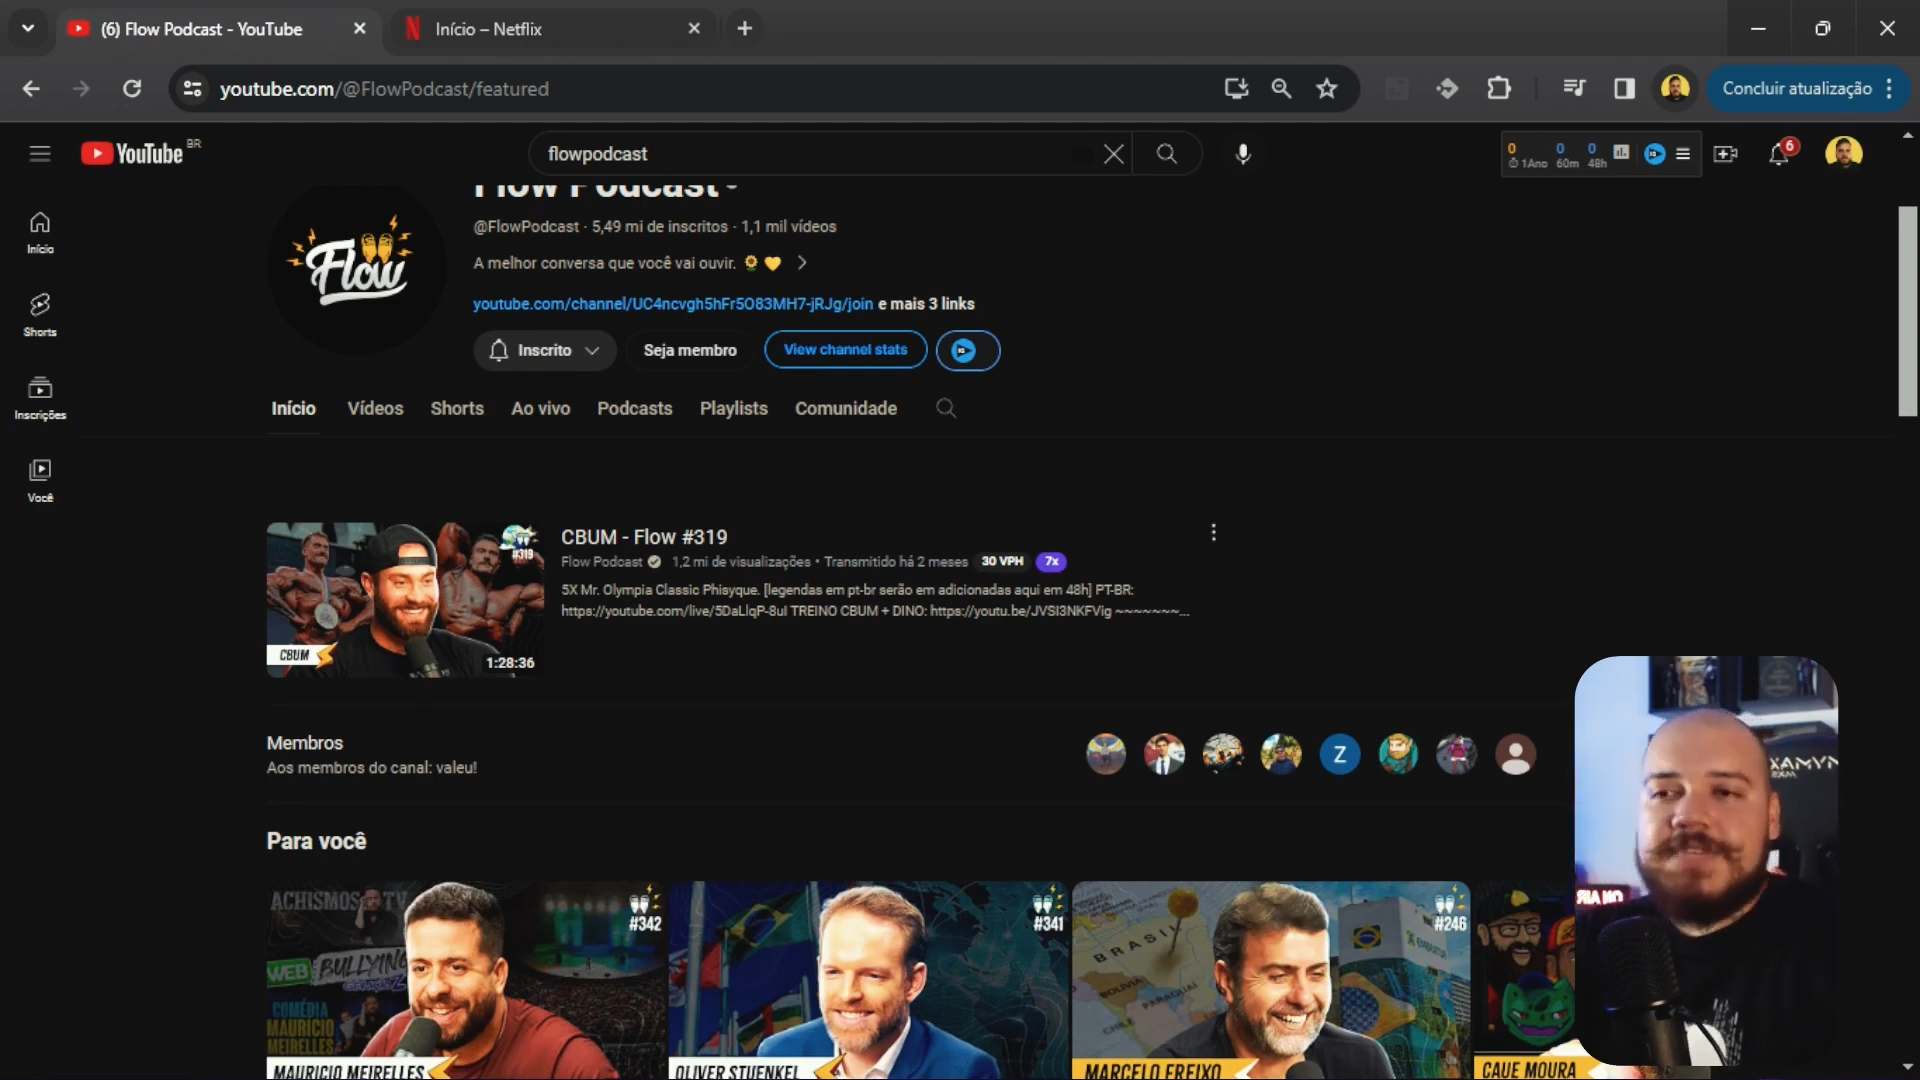 (6) Flow Podcast - YouTube
Início – Netflix
youtube.com/@FlowPodcast/featured
Concluir atualização
YouTube BR
flowpodcast
0 0 0
1Ano 60m 48h
6
Início
Shorts
Inscrições
Você
Flow
Flow Podcast
@FlowPodcast · 5,49 mi de inscritos · 1,1 mil vídeos
A melhor conversa que você vai ouvir.
youtube.com/channel/UC4ncvgh5hFr5O83MH7-jRJg/join e mais 3 links
Inscrito
Seja membro
View channel stats
Início
Vídeos
Shorts
Ao vivo
Podcasts
Playlists
Comunidade
#319
CBUM
1:28:36
CBUM - Flow #319
Flow Podcast 1,2 mi de visualizações • Transmitido há 2 meses 30 VPH 7x
5X Mr. Olympia Classic Phisyque. [legendas em pt-br serão em adicionadas aqui em 48h] PT-BR:
https://youtube.com/live/5DaLlqP-8uI TREINO CBUM + DINO: https://youtu.be/JVSI3NKFVig ~~~~~~~...
Membros
Aos membros do canal: valeu!
Z
Para você
ACHISMOS TV
#342
WEB BULLYING
GERAÇÃO Z
COMÉDIA
MAURICIO
MEIRELLES
MAURICIO MEIRELLES
#341
OLIVER STUENKEL
#246
BRASIL
BOLIVIA
PARAGUAI
CHILE
MARCELO FREIXO
CAUE MOURA
XAMYN